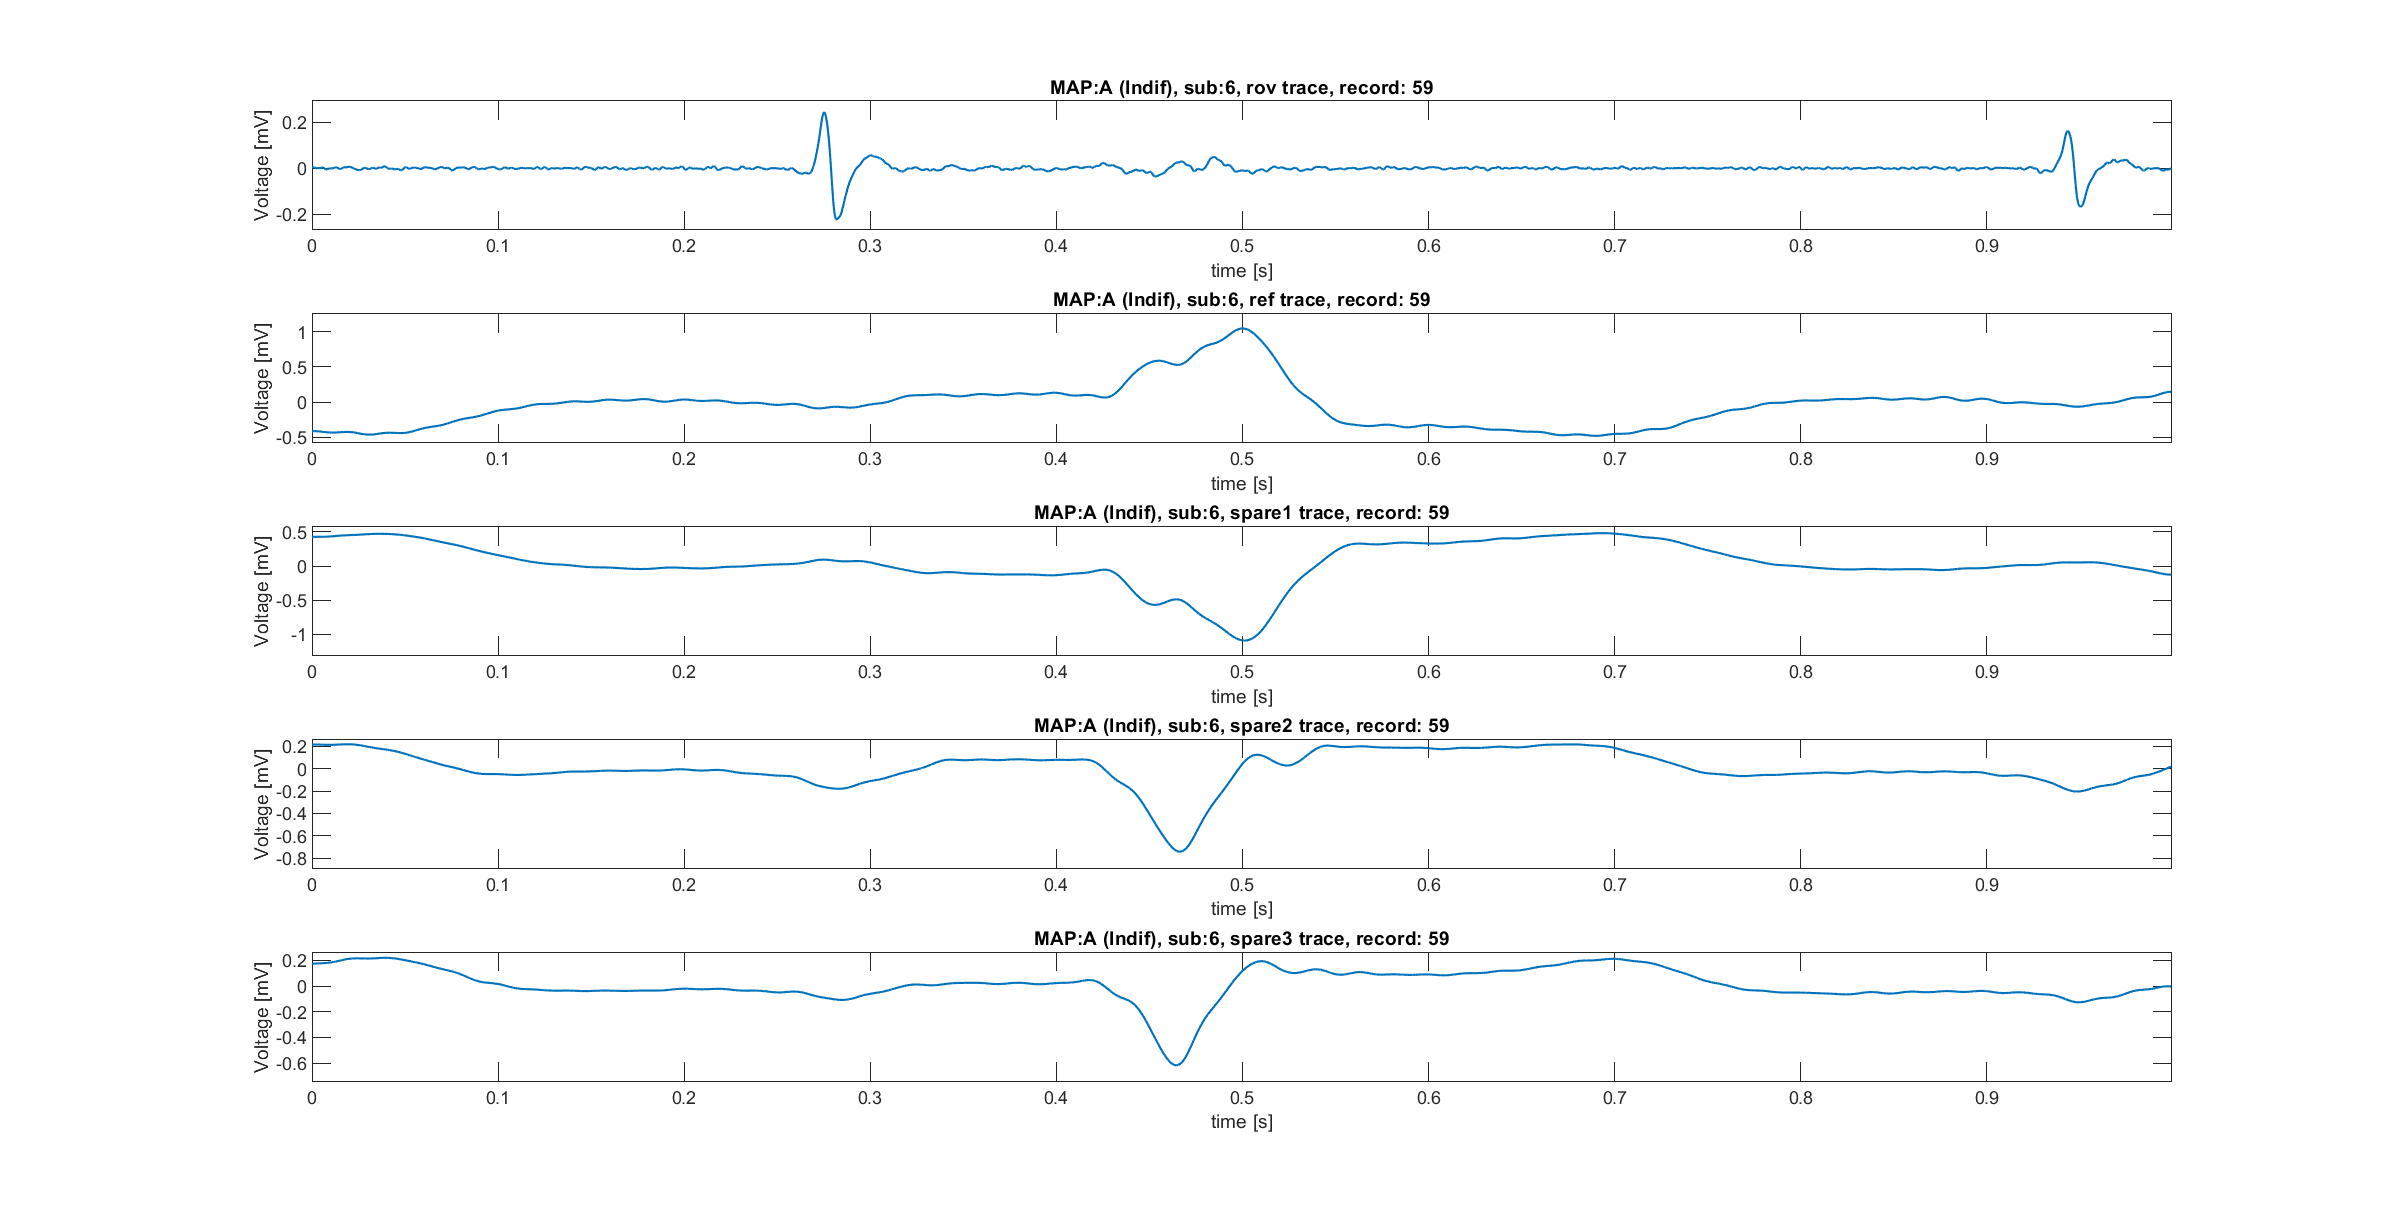 MAP:A (Indif), sub:6, rov trace, record: 59
Voltage [mV]
0.2
0
-0.2
0 0.1 0.2 0.3 0.4 0.5 0.6 0.7 0.8 0.9
time [s]
MAP:A (Indif), sub:6, ref trace, record: 59
Voltage [mV]
1
0.5
0
-0.5
0 0.1 0.2 0.3 0.4 0.5 0.6 0.7 0.8 0.9
time [s]
MAP:A (Indif), sub:6, spare1 trace, record: 59
Voltage [mV]
0.5
0
-0.5
-1
0 0.1 0.2 0.3 0.4 0.5 0.6 0.7 0.8 0.9
time [s]
MAP:A (Indif), sub:6, spare2 trace, record: 59
Voltage [mV]
0.2
0
-0.2
-0.4
-0.6
-0.8
0 0.1 0.2 0.3 0.4 0.5 0.6 0.7 0.8 0.9
time [s]
MAP:A (Indif), sub:6, spare3 trace, record: 59
Voltage [mV]
0.2
0
-0.2
-0.4
-0.6
0 0.1 0.2 0.3 0.4 0.5 0.6 0.7 0.8 0.9
time [s]